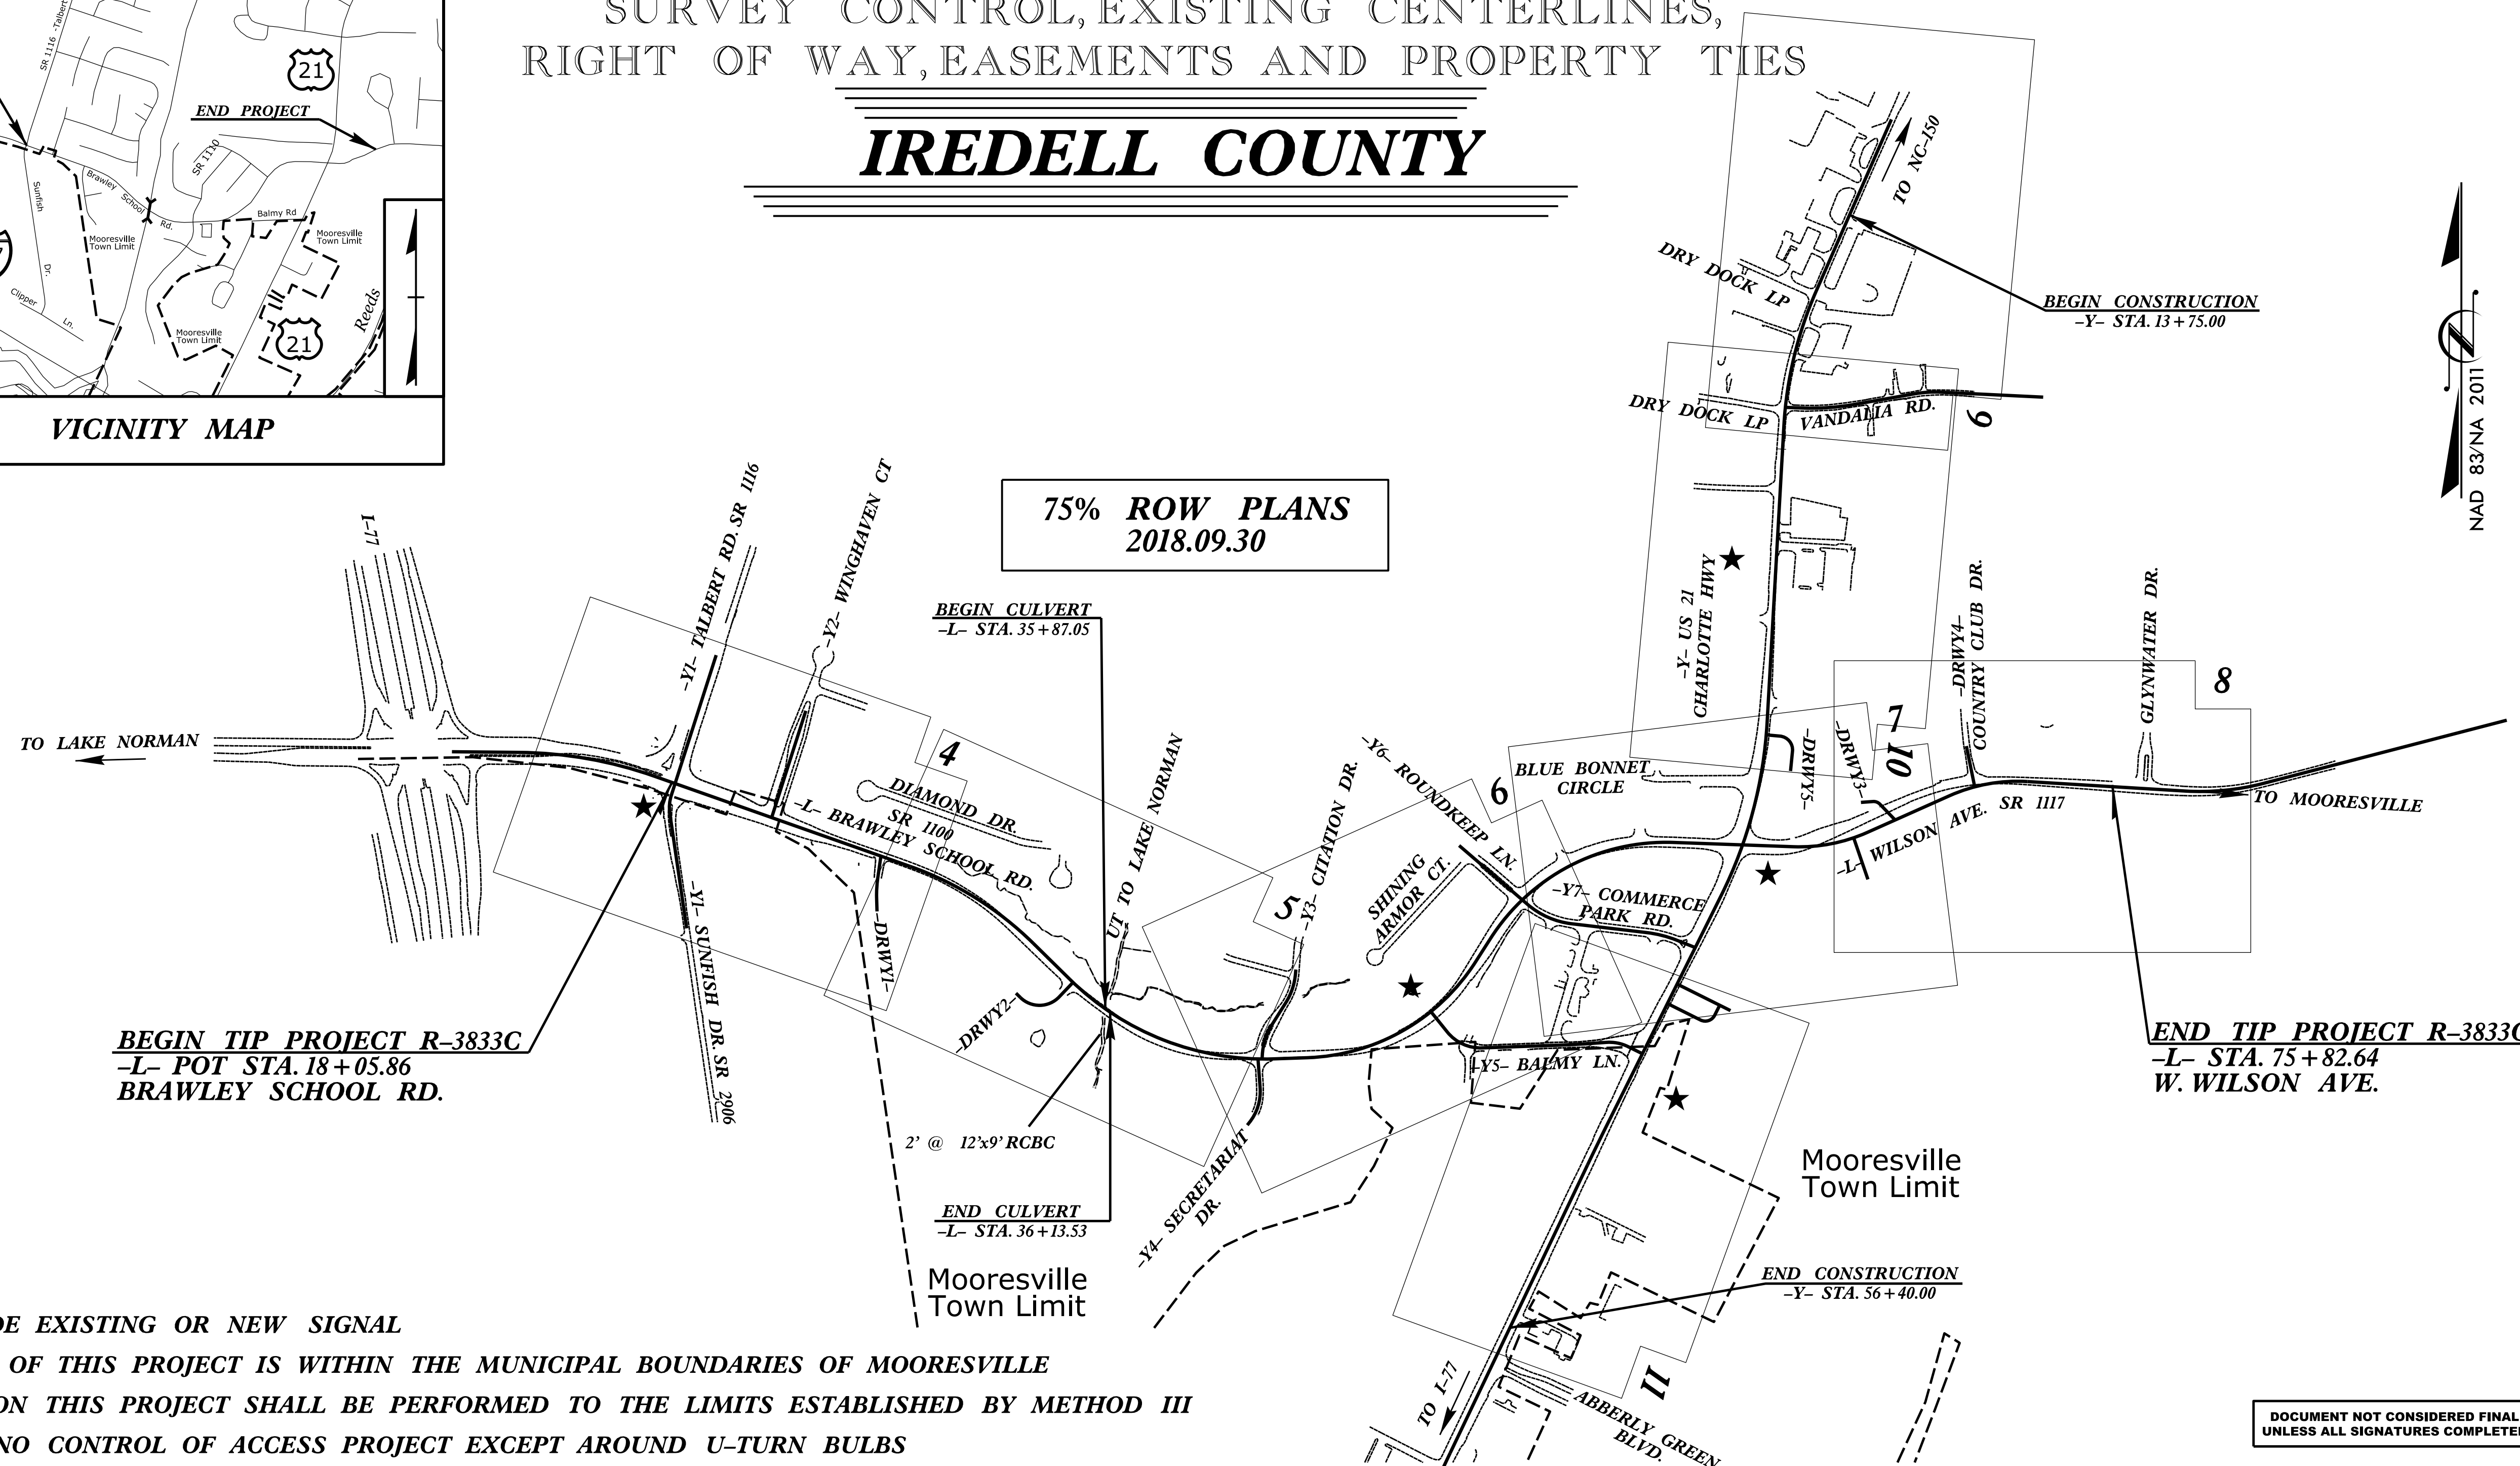 SURVEY CONTROL, EXISTING CENTERLINES,
RIGHT OF WAY, EASEMENTS AND PROPERTY TIES
IREDELL COUNTY
SR 1116 -Talbert
21
END PROJECT
SR 1110
Sunfish
Dr.
Brawley
School
Rd.
Balmy Rd
Mooresville
Town Limit
Mooresville
Town Limit
Clipper
Ln.
Mooresville
Town Limit
21
Reeds
VICINITY MAP
75% ROW PLANS
2018.09.30
TO NC-150
DRY DOCK LP
BEGIN CONSTRUCTION
-Y- STA. 13+75.00
DRY DOCK LP
VANDALIA RD.
9
NAD 83/NA 2011
I-77
-Y1- TALBERT RD. SR 1116
-Y2- WINGHAVEN CT
BEGIN CULVERT
-L- STA. 35+87.05
-Y- US 21
CHARLOTTE HWY
-DRWY4-
COUNTRY CLUB DR.
GLYNWATER DR.
8
7
10
TO LAKE NORMAN
4
DIAMOND DR.
SR 1100
-L- BRAWLEY SCHOOL RD.
UT TO LAKE NORMAN
-Y3- CITATION DR.
-Y6- ROUNDKEEP LN.
6
BLUE BONNET
CIRCLE
-DRWY5-
-DRWY3-
-L- WILSON AVE. SR 1117
TO MOORESVILLE
SHINING
ARMOR CT.
-Y7- COMMERCE
PARK RD.
5
-Y1- SUNFISH DR. SR 2906
-DRWY1-
-DRWY2-
BEGIN TIP PROJECT R-3833C
-L- POT STA. 18+05.86
BRAWLEY SCHOOL RD.
END TIP PROJECT R-3833C
-L- STA. 75+82.64
W. WILSON AVE.
-Y5- BALMY LN.
2' @ 12'x9' RCBC
-Y4- SECRETARIAT
DR.
END CULVERT
-L- STA. 36+13.53
Mooresville
Town Limit
Mooresville
Town Limit
END CONSTRUCTION
-Y- STA. 56+40.00
11
TO I-77
ABBERLY GREEN
BLVD.
EXISTING OR NEW SIGNAL
OF THIS PROJECT IS WITHIN THE MUNICIPAL BOUNDARIES OF MOORESVILLE
ON THIS PROJECT SHALL BE PERFORMED TO THE LIMITS ESTABLISHED BY METHOD III
NO CONTROL OF ACCESS PROJECT EXCEPT AROUND U-TURN BULBS
DOCUMENT NOT CONSIDERED FINAL
UNLESS ALL SIGNATURES COMPLETED